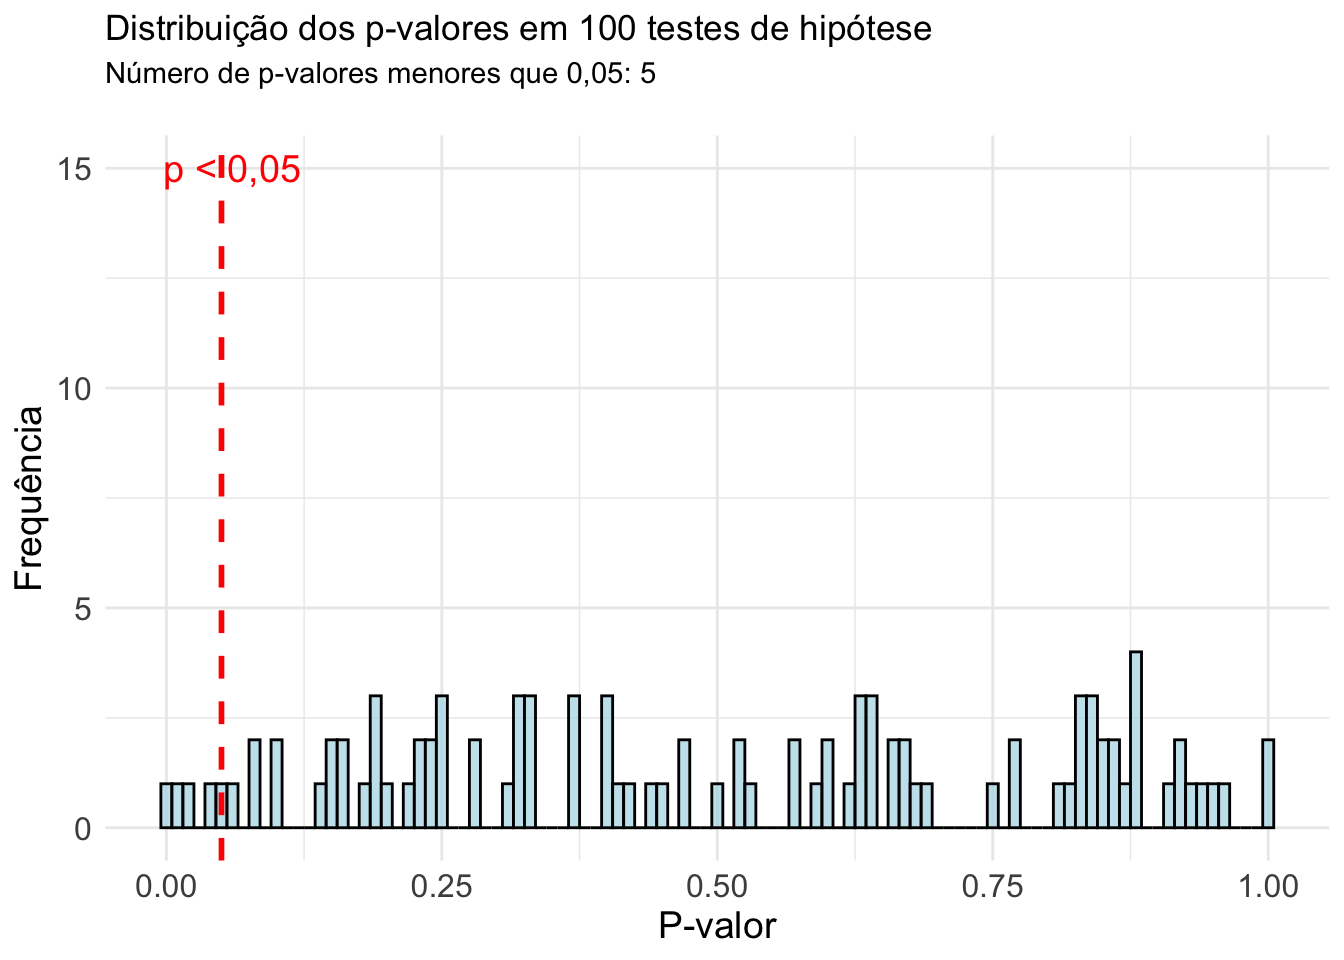 Distribuição dos p-valores em 100 testes de hipótese
Número de p-valores menores que 0,05: 5
p < 0,05
15
10
5
0
Frequência
0.00 0.25 0.50 0.75 1.00
P-valor